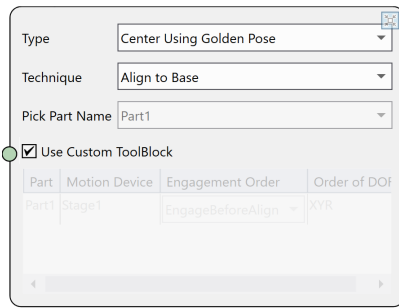 Type Center Using Golden Pose
Technique Align to Base
Pick Part Name Part1
Use Custom ToolBlock
Part Motion Device Engagement Order Order of DOF
Part1 Stage1 EngageBeforeAlign XYR